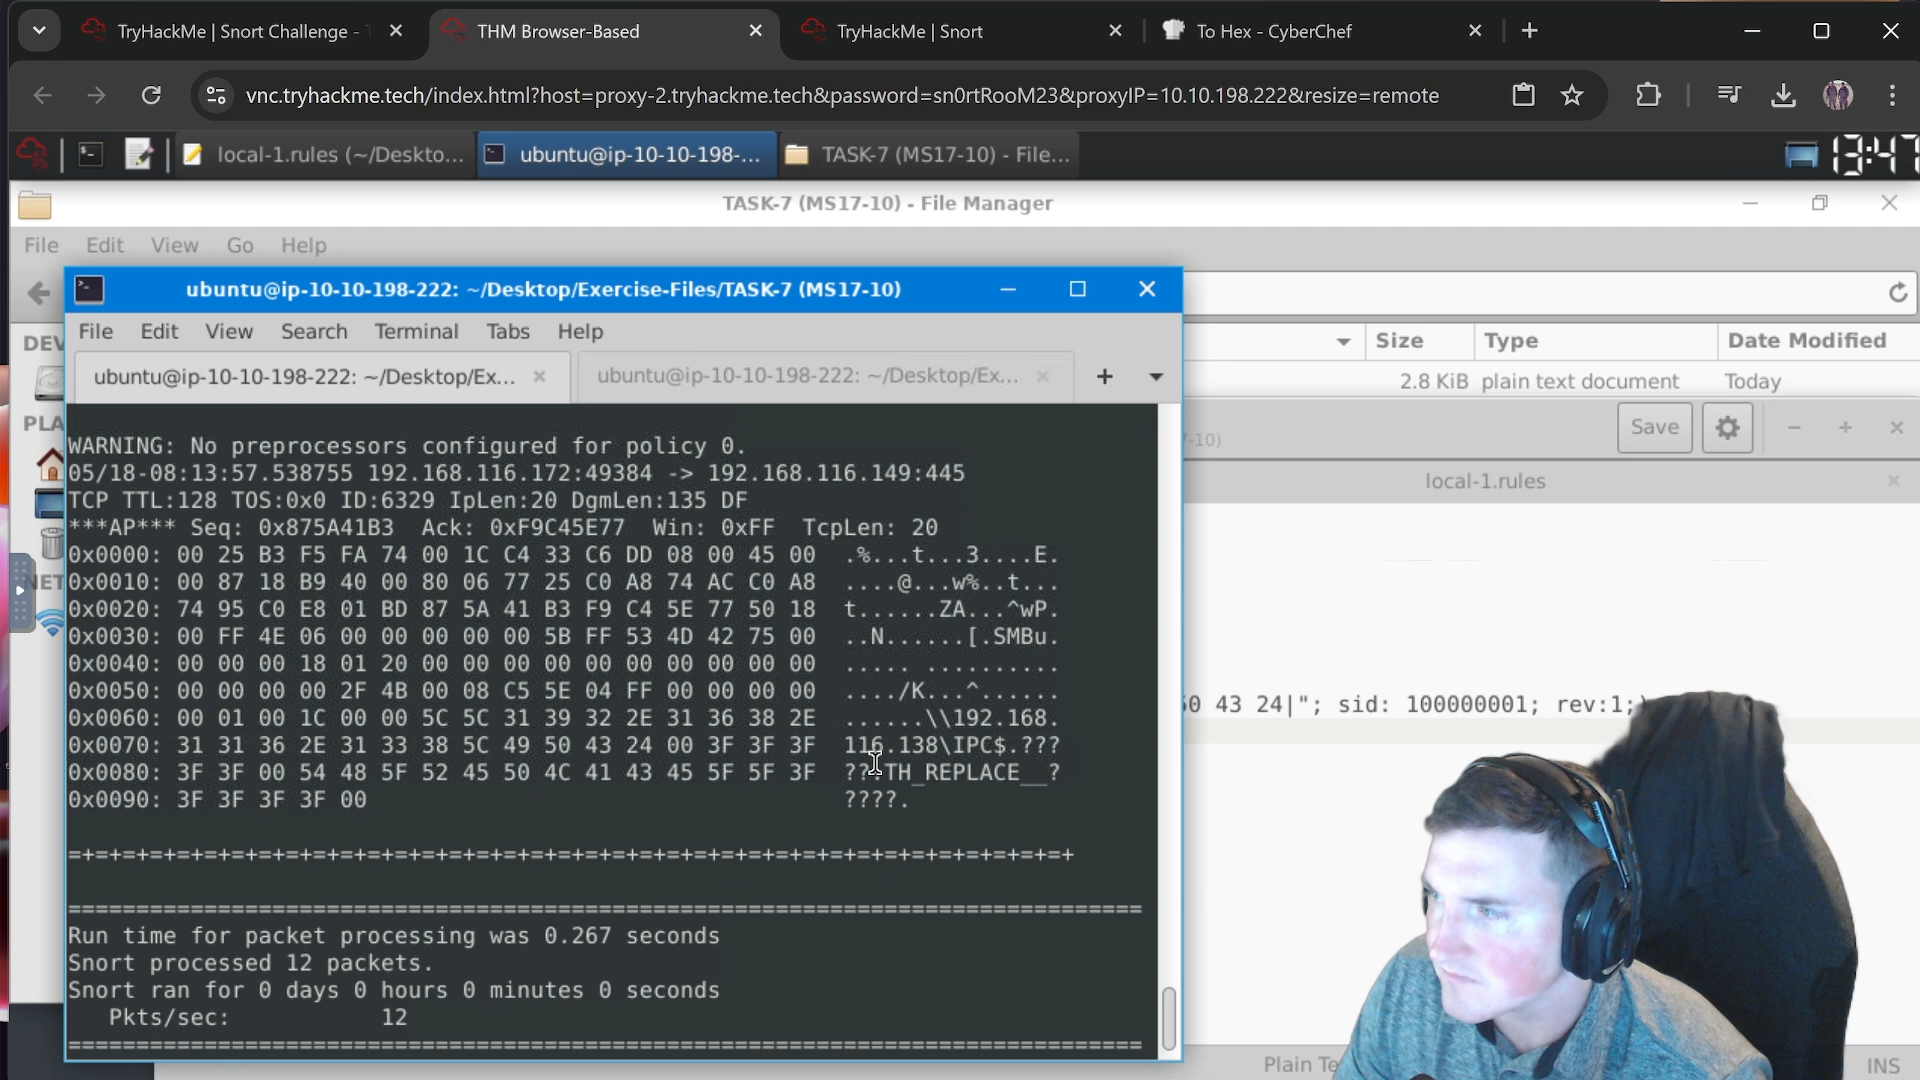 TryHackMe | Snort Challenge -
THM Browser-Based
TryHackMe | Snort
To Hex - CyberChef
vnc.tryhackme.tech/index.html?host=proxy-2.tryhackme.tech&password=sn0rtRooM23&proxyIP=10.10.198.222&resize=remote
local-1.rules (~/Deskto...
ubuntu@ip-10-10-198-...
TASK-7 (MS17-10) - File...
13:47
TASK-7 (MS17-10) - File Manager
File Edit View Go Help
ubuntu@ip-10-10-198-222: ~/Desktop/Exercise-Files/TASK-7 (MS17-10)
File Edit View Search Terminal Tabs Help
DEV
Size Type Date Modified
ubuntu@ip-10-10-198-222: ~/Desktop/Ex...
ubuntu@ip-10-10-198-222: ~/Desktop/Ex...
2.8 KiB plain text document Today
PLA
-10)
Save
local-1.rules
NET
50 43 24|"; sid: 100000001; rev:1;)
WARNING: No preprocessors configured for policy 0.
05/18-08:13:57.538755 192.168.116.172:49384 -> 192.168.116.149:445
TCP TTL:128 TOS:0x0 ID:6329 IpLen:20 DgmLen:135 DF
***AP*** Seq: 0x875A41B3 Ack: 0xF9C45E77 Win: 0xFF TcpLen: 20
0x0000: 00 25 B3 F5 FA 74 00 1C C4 33 C6 DD 08 00 45 00 .%...t...3....E.
0x0010: 00 87 18 B9 40 00 80 06 77 25 C0 A8 74 AC C0 A8 ....@...w%..t...
0x0020: 74 95 C0 E8 01 BD 87 5A 41 B3 F9 C4 5E 77 50 18 t......ZA...^wP.
0x0030: 00 FF 4E 06 00 00 00 00 00 5B FF 53 4D 42 75 00 ..N......[.SMBu.
0x0040: 00 00 00 18 01 20 00 00 00 00 00 00 00 00 00 00 ..... ..........
0x0050: 00 00 00 00 2F 4B 00 08 C5 5E 04 FF 00 00 00 00 ..../K...^......
0x0060: 00 01 00 1C 00 00 5C 5C 31 39 32 2E 31 36 38 2E ......\\192.168.
0x0070: 31 31 36 2E 31 33 38 5C 49 50 43 24 00 3F 3F 3F 116.138\IPC$.???
0x0080: 3F 3F 00 54 48 5F 52 45 50 4C 41 43 45 5F 5F 3F ??.TH_REPLACE__?
0x0090: 3F 3F 3F 3F 00 ????.
=+=+=+=+=+=+=+=+=+=+=+=+=+=+=+=+=+=+=+=+=+=+=+=+=+=+=+=+=+=+=+=+=+=+=+=+=+
===============================================================================
Run time for packet processing was 0.267 seconds
Snort processed 12 packets.
Snort ran for 0 days 0 hours 0 minutes 0 seconds
Pkts/sec: 12
===============================================================================
Plain Te
INS